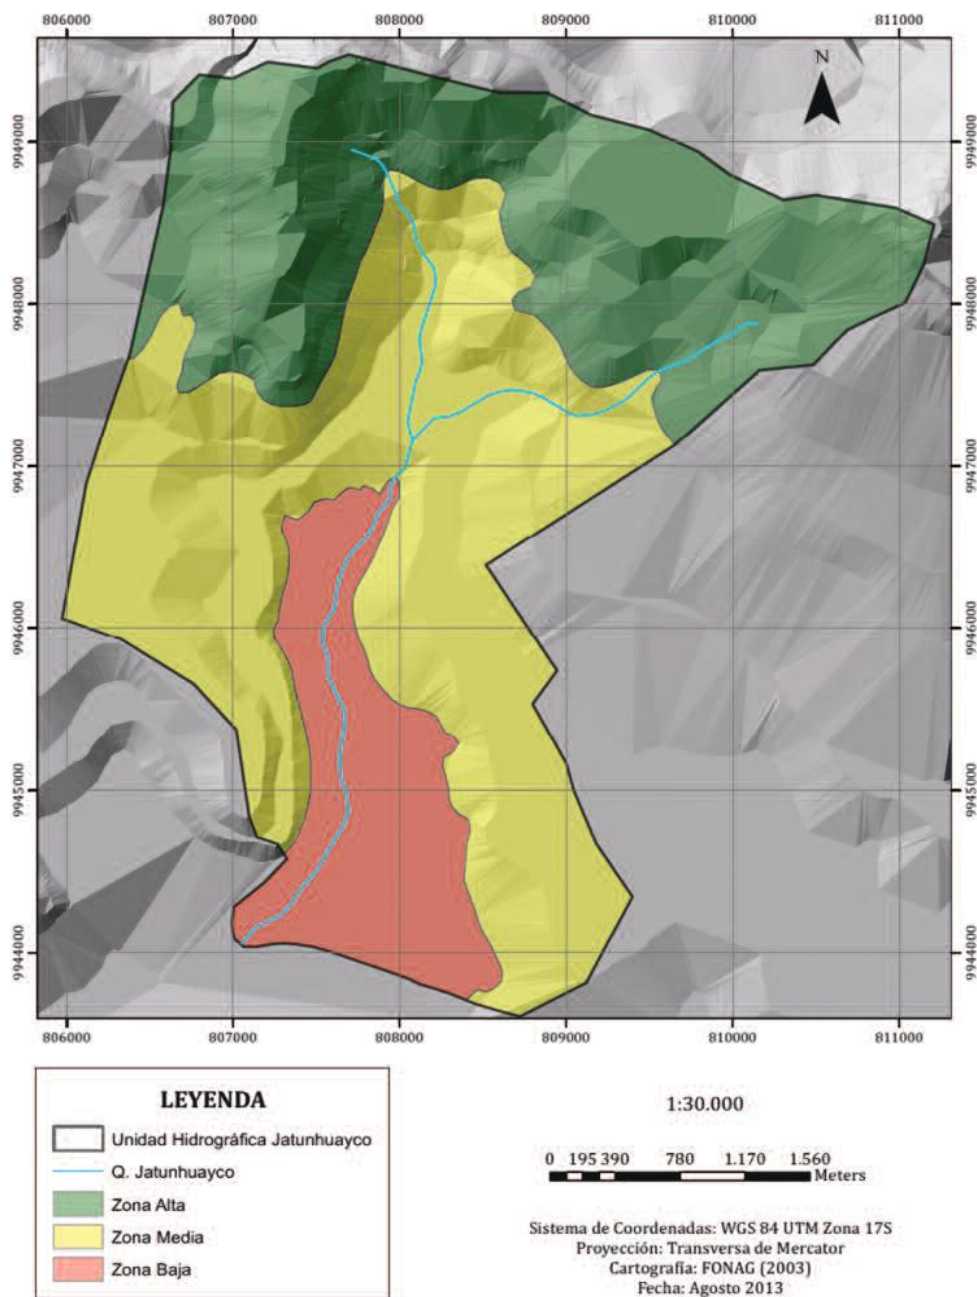 806000 807000 808000 809000 810000 811000
N
9949000 9949000
9948000 9948000
9947000 9947000
9946000 9946000
9945000 9945000
9944000 9944000
806000 807000 808000 809000 810000 811000
LEYENDA
Unidad Hidrográfica Jatunhuayco
Q. Jatunhuayco
Zona Alta
Zona Media
Zona Baja
1:30.000
0 195 390 780 1.170 1.560
Meters
Sistema de Coordenadas: WGS 84 UTM Zona 17S
Proyección: Transversa de Mercator
Cartografía: FONAG (2003)
Fecha: Agosto 2013